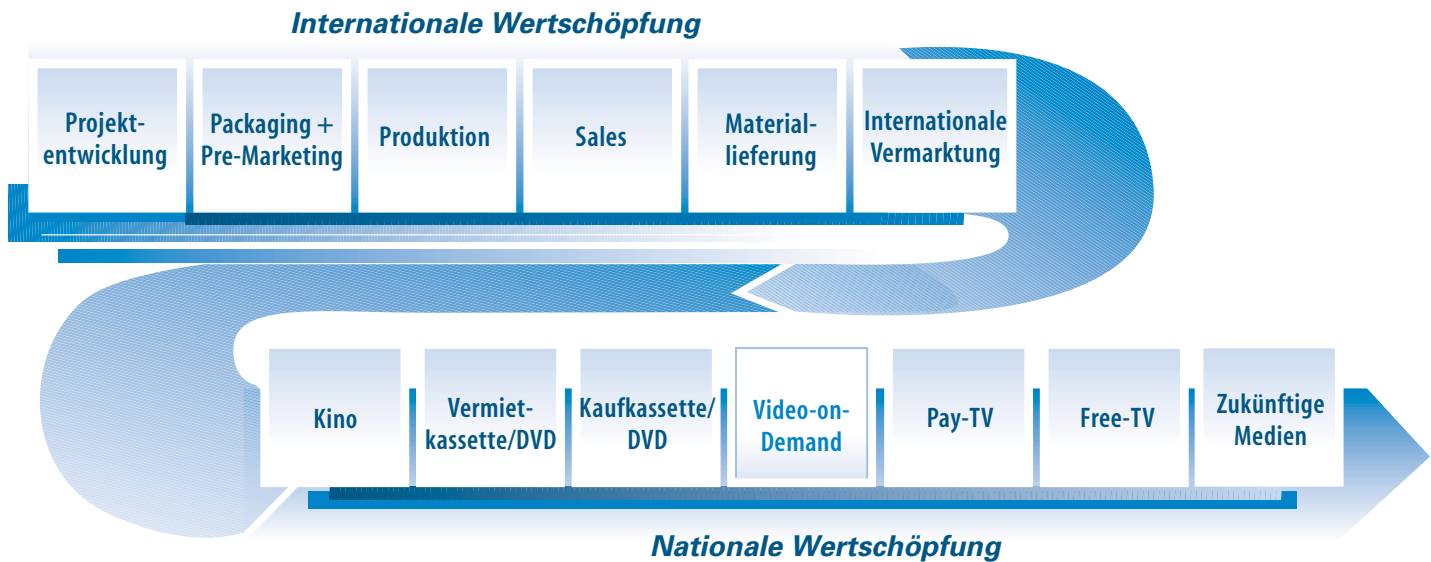 Internationale Wertschöpfung
Projekt-
entwicklung
Packaging +
Pre-Marketing
Produktion
Sales
Material-
lieferung
Internationale
Vermarktung
Kino
Vermiet-
kassette/DVD
Kaufkassette/
DVD
Video-on-
Demand
Pay-TV
Free-TV
Zukünftige
Medien
Nationale Wertschöpfung